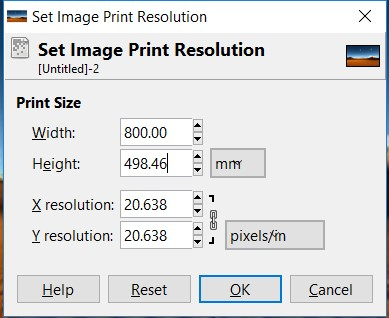 Set Image Print Resolution
Set Image Print Resolution
[Untitled]-2
Print Size
Width: 800.00
Height: 498.46 mm
X resolution: 20.638
Y resolution: 20.638 pixels/in
Help Reset OK Cancel